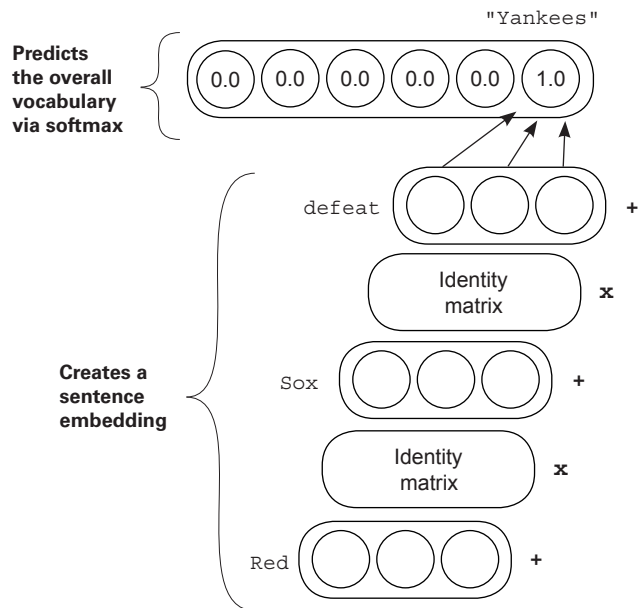 "Yankees"
Predicts
the overall
vocabulary
via softmax
0.0 0.0 0.0 0.0 0.0 1.0
defeat +
Identity
matrix
x
Sox +
Creates a
sentence
embedding
Identity
matrix
x
Red +